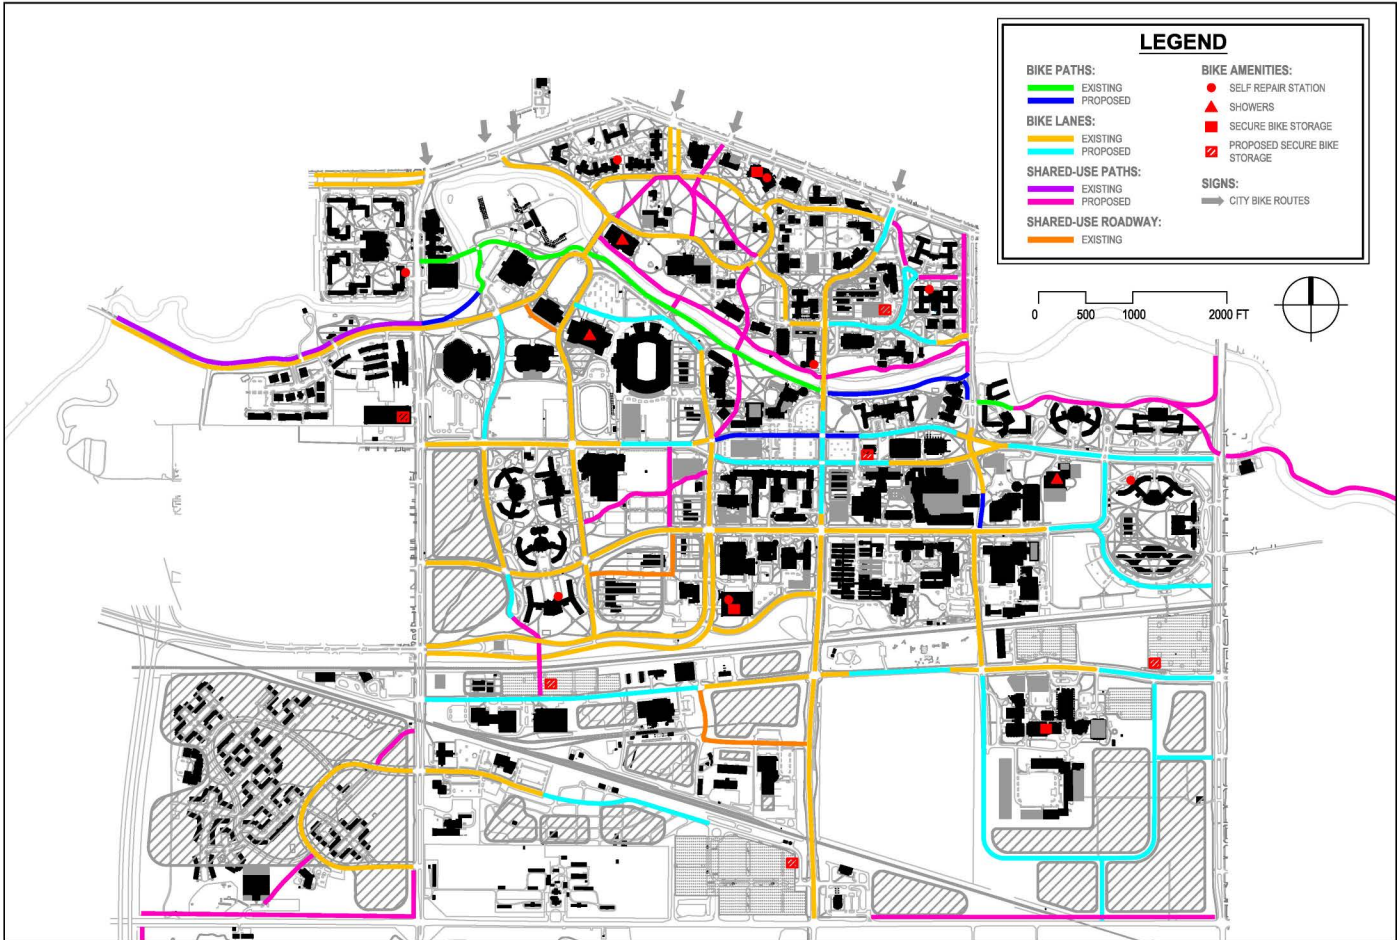 LEGEND
BIKE PATHS:
EXISTING
PROPOSED
BIKE LANES:
EXISTING
PROPOSED
SHARED-USE PATHS:
EXISTING
PROPOSED
SHARED-USE ROADWAY:
EXISTING
BIKE AMENITIES:
SELF REPAIR STATION
SHOWERS
SECURE BIKE STORAGE
PROPOSED SECURE BIKE
STORAGE
SIGNS:
CITY BIKE ROUTES
0 500 1000 2000 FT